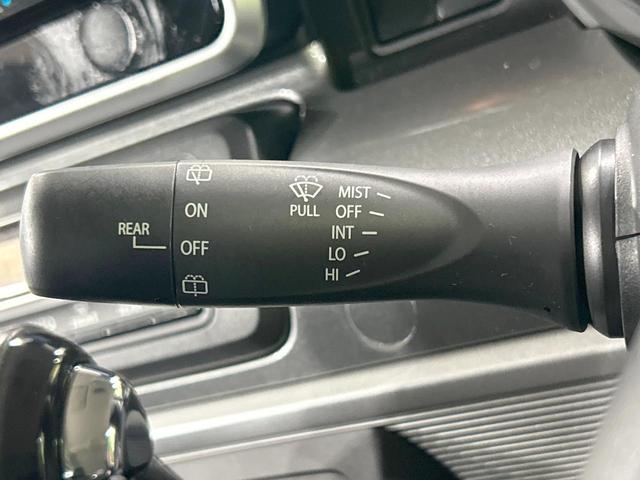 REAR
ON
OFF
PULL
MIST
OFF
INT
LO
HI